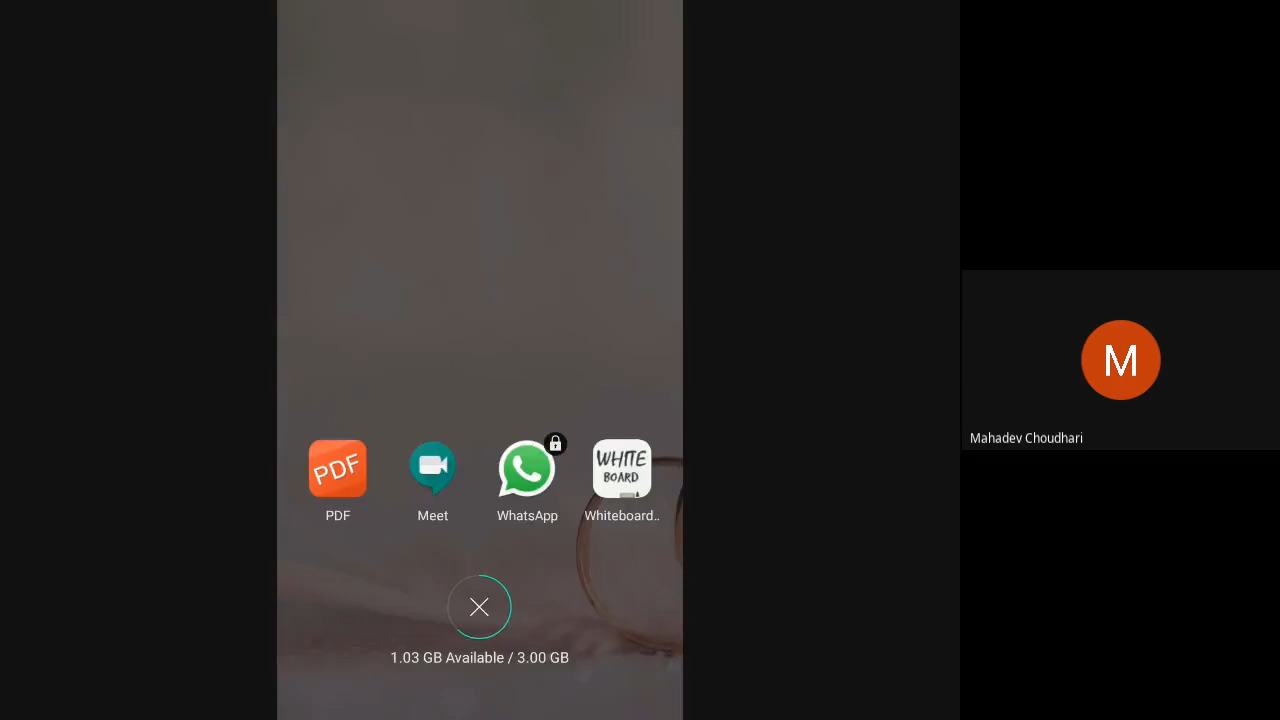 PDF
WHITE
BOARD
PDF
Meet
WhatsApp
Whiteboard..
1.03 GB Available / 3.00 GB
M
Mahadev Choudhari